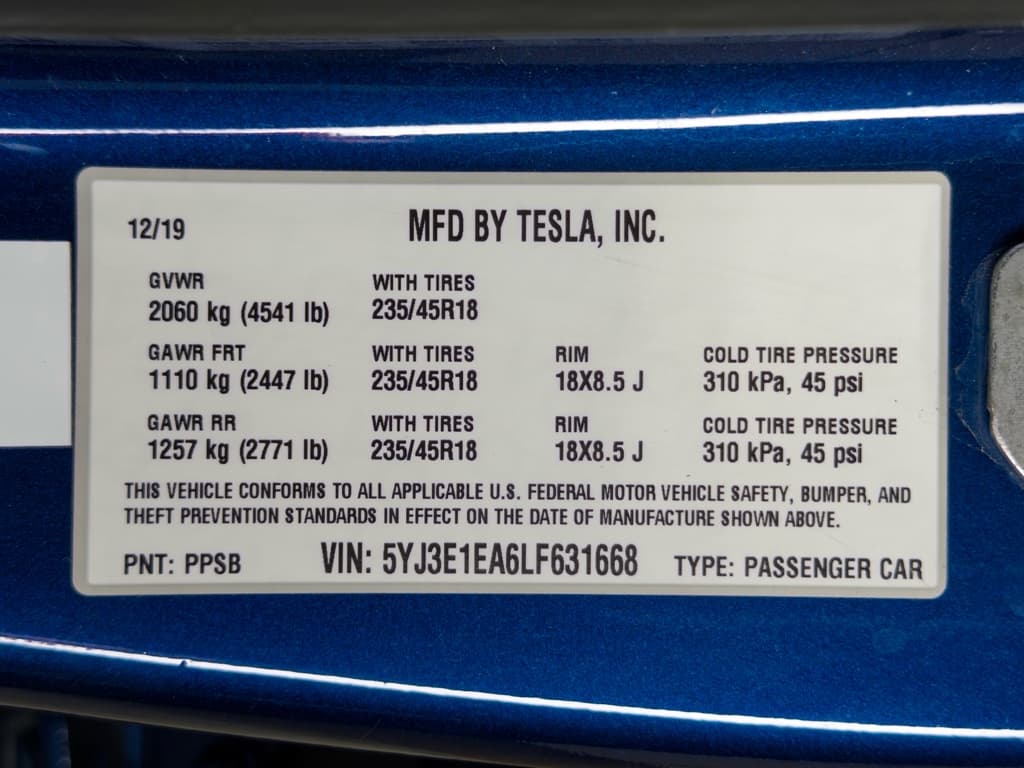 12/19 MFD BY TESLA, INC.
GVWR WITH TIRES
2060 kg (4541 lb) 235/45R18
GAWR FRT WITH TIRES RIM COLD TIRE PRESSURE
1110 kg (2447 lb) 235/45R18 18X8.5 J 310 kPa, 45 psi
GAWR RR WITH TIRES RIM COLD TIRE PRESSURE
1257 kg (2771 lb) 235/45R18 18X8.5 J 310 kPa, 45 psi
THIS VEHICLE CONFORMS TO ALL APPLICABLE U.S. FEDERAL MOTOR VEHICLE SAFETY, BUMPER, AND
THEFT PREVENTION STANDARDS IN EFFECT ON THE DATE OF MANUFACTURE SHOWN ABOVE.
PNT: PPSB VIN: 5YJ3E1EA6LF631668 TYPE: PASSENGER CAR